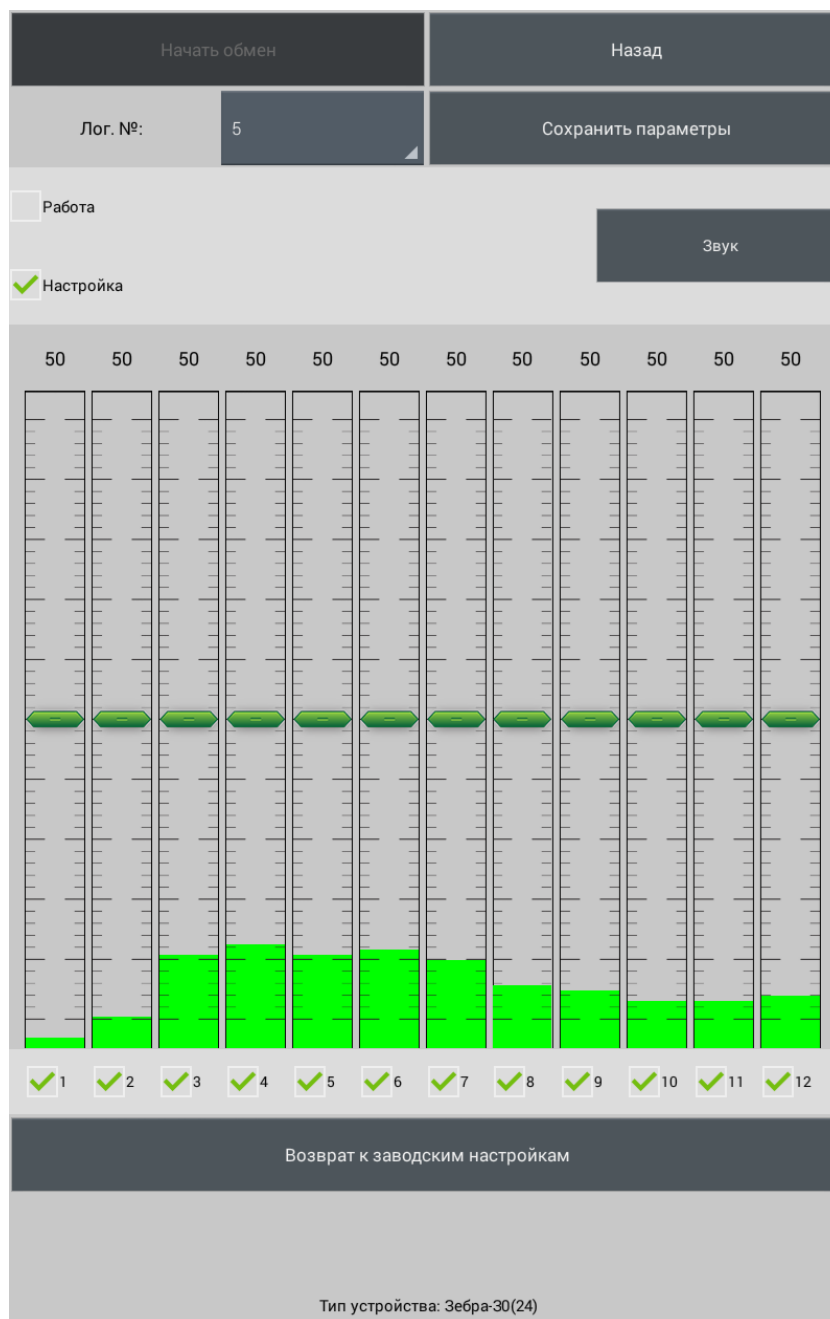 Начать обмен
Назад
Лог. №:
5
Сохранить параметры
Работа
Звук
Настройка
50 50 50 50 50 50 50 50 50 50 50 50
1 2 3 4 5 6 7 8 9 10 11 12
Возврат к заводским настройкам
Тип устройства: Зебра-30(24)